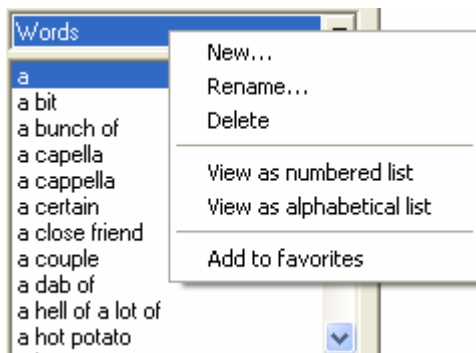 Words
a
a bit
a bunch of
a capella
a cappella
a certain
a close friend
a couple
a dab of
a hell of a lot of
a hot potato
New...
Rename...
Delete
View as numbered list
View as alphabetical list
Add to favorites